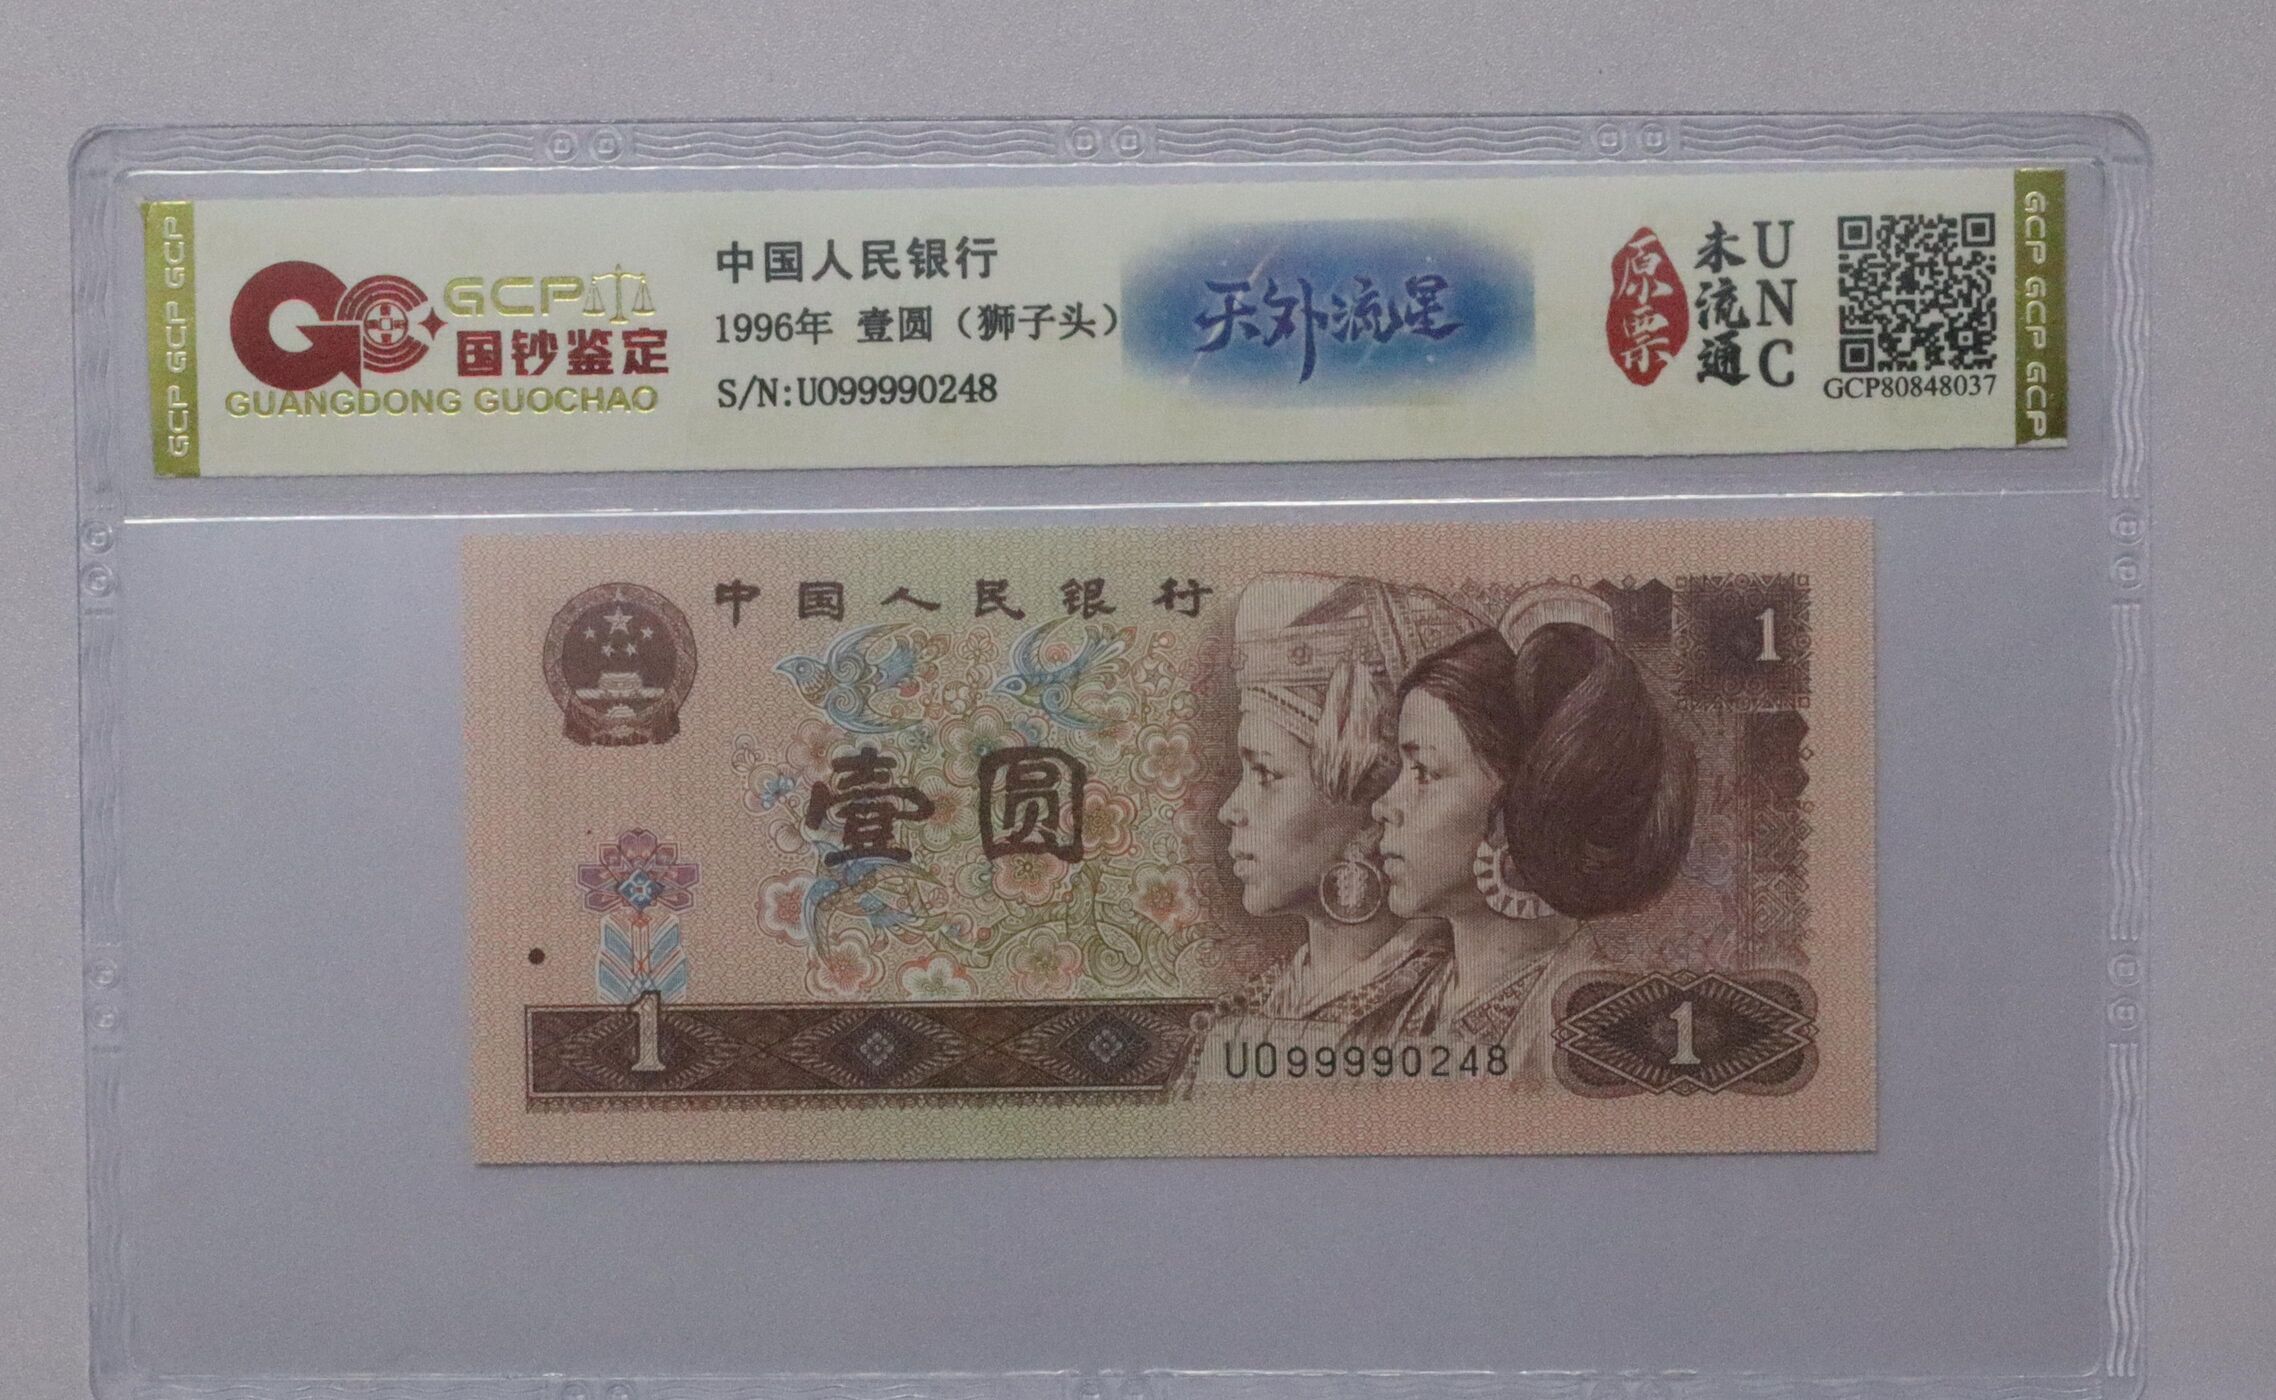 GCP GCP GCP
GCP
国钞鉴定
GUANGDONG GUOCHAO
中国人民银行
1996年 壹圆（狮子头）
S/N:U099990248
天外流星
原票
未流通
UNC
GCP80848037
GCP GCP GCP
中国人民银行
1
壹圆
1
U099990248
1